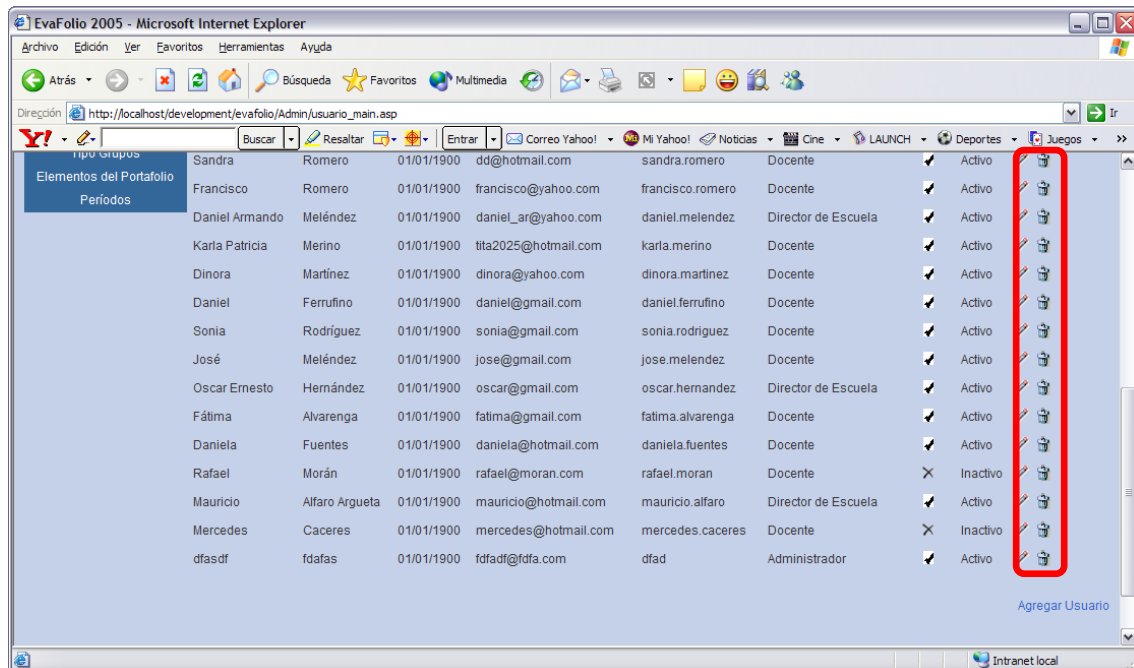 EvaFolio 2005 - Microsoft Internet Explorer
Archivo Edición Ver Favoritos Herramientas Ayuda
Atrás Búsqueda Favoritos Multimedia
Dirección http://localhost/development/evafolio/Admin/usuario_main.asp Ir
Y! Buscar Resaltar Entrar Correo Yahoo! Mi Yahoo! Noticias Cine LAUNCH Deportes Juegos »
Tipo Grupos
Elementos del Portafolio
Períodos
Sandra Romero 01/01/1900 dd@hotmail.com sandra.romero Docente Activo
Francisco Romero 01/01/1900 francisco@yahoo.com francisco.romero Docente Activo
Daniel Armando Meléndez 01/01/1900 daniel_ar@yahoo.com daniel.melendez Director de Escuela Activo
Karla Patricia Merino 01/01/1900 tita2025@hotmail.com karla.merino Docente Activo
Dinora Martínez 01/01/1900 dinora@yahoo.com dinora.martinez Docente Activo
Daniel Ferrufino 01/01/1900 daniel@gmail.com daniel.ferrufino Docente Activo
Sonia Rodríguez 01/01/1900 sonia@gmail.com sonia.rodriguez Docente Activo
José Meléndez 01/01/1900 jose@gmail.com jose.melendez Docente Activo
Oscar Ernesto Hernández 01/01/1900 oscar@gmail.com oscar.hernandez Director de Escuela Activo
Fátima Alvarenga 01/01/1900 fatima@gmail.com fatima.alvarenga Docente Activo
Daniela Fuentes 01/01/1900 daniela@hotmail.com daniela.fuentes Docente Activo
Rafael Morán 01/01/1900 rafael@moran.com rafael.moran Docente Inactivo
Mauricio Alfaro Argueta 01/01/1900 mauricio@hotmail.com mauricio.alfaro Director de Escuela Activo
Mercedes Caceres 01/01/1900 mercedes@hotmail.com mercedes.caceres Docente Inactivo
dfasdf fdafas 01/01/1900 fdfadf@fdfa.com dfad Administrador Activo
Agregar Usuario
Intranet local